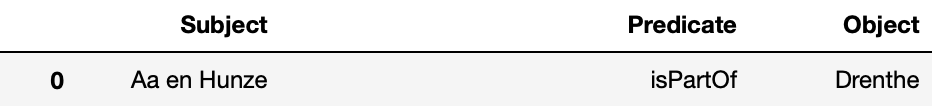 Subject Predicate Object
0 Aa en Hunze isPartOf Drenthe